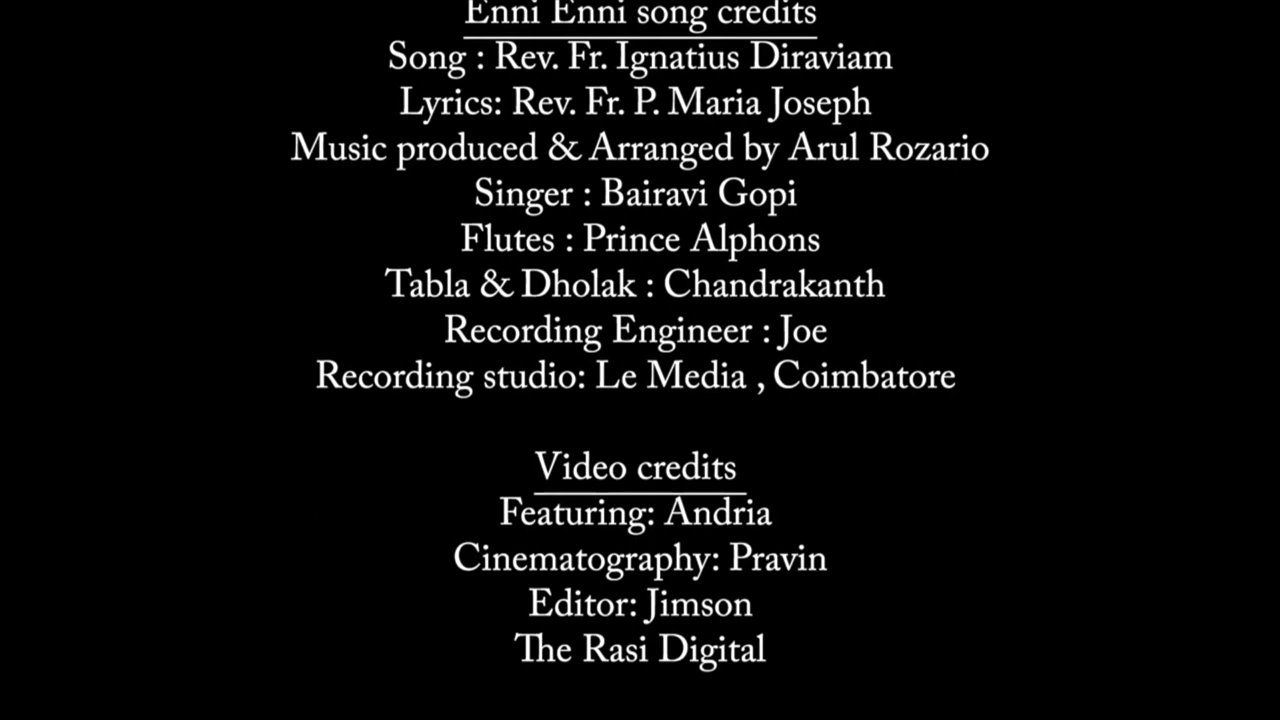 Enni Enni song credits
Song : Rev. Fr. Ignatius Diraviam
Lyrics: Rev. Fr. P. Maria Joseph
Music produced & Arranged by Arul Rozario
Singer : Bairavi Gopi
Flutes : Prince Alphons
Tabla & Dholak : Chandrakanth
Recording Engineer : Joe
Recording studio: Le Media , Coimbatore
Video credits
Featuring: Andria
Cinematography: Pravin
Editor: Jimson
The Rasi Digital